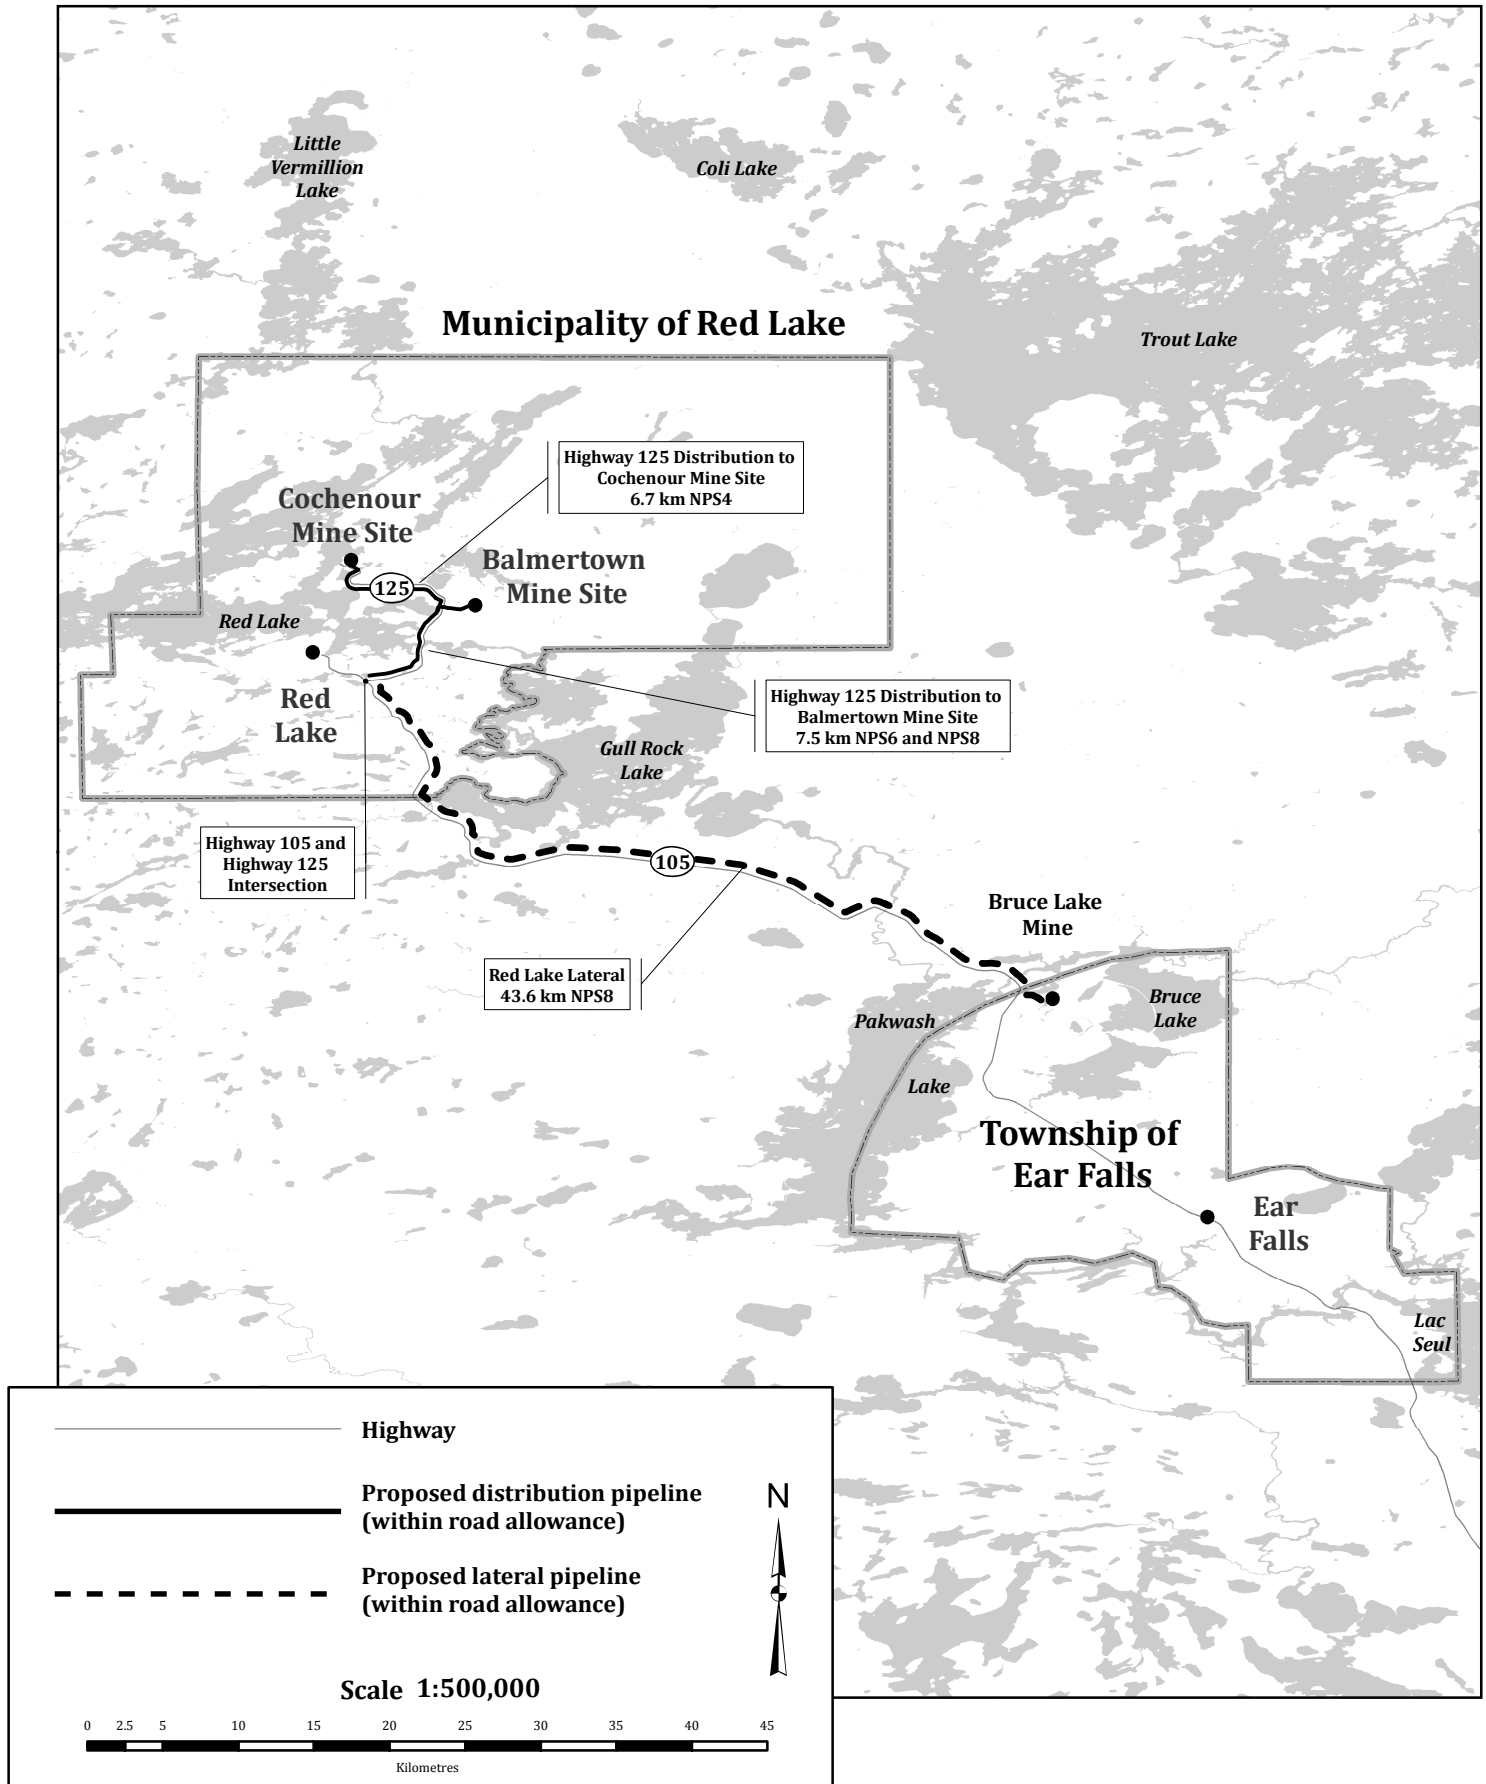 Little
Vermillion
Lake
Coli Lake
Municipality of Red Lake
Trout Lake
Highway 125 Distribution to
Cochenour Mine Site
6.7 km NPS4
Cochenour
Mine Site
Balmertown
Mine Site
125
Red Lake
Red
Lake
Highway 125 Distribution to
Balmertown Mine Site
7.5 km NPS6 and NPS8
Gull Rock
Lake
Highway 105 and
Highway 125
Intersection
105
Bruce Lake
Mine
Red Lake Lateral
43.6 km NPS8
Bruce
Lake
Pakwash
Lake
Township of
Ear Falls
Ear
Falls
Lac
Seul
Highway
Proposed distribution pipeline
(within road allowance)
Proposed lateral pipeline
(within road allowance)
N
Scale 1:500,000
0 2.5 5 10 15 20 25 30 35 40 45
Kilometres